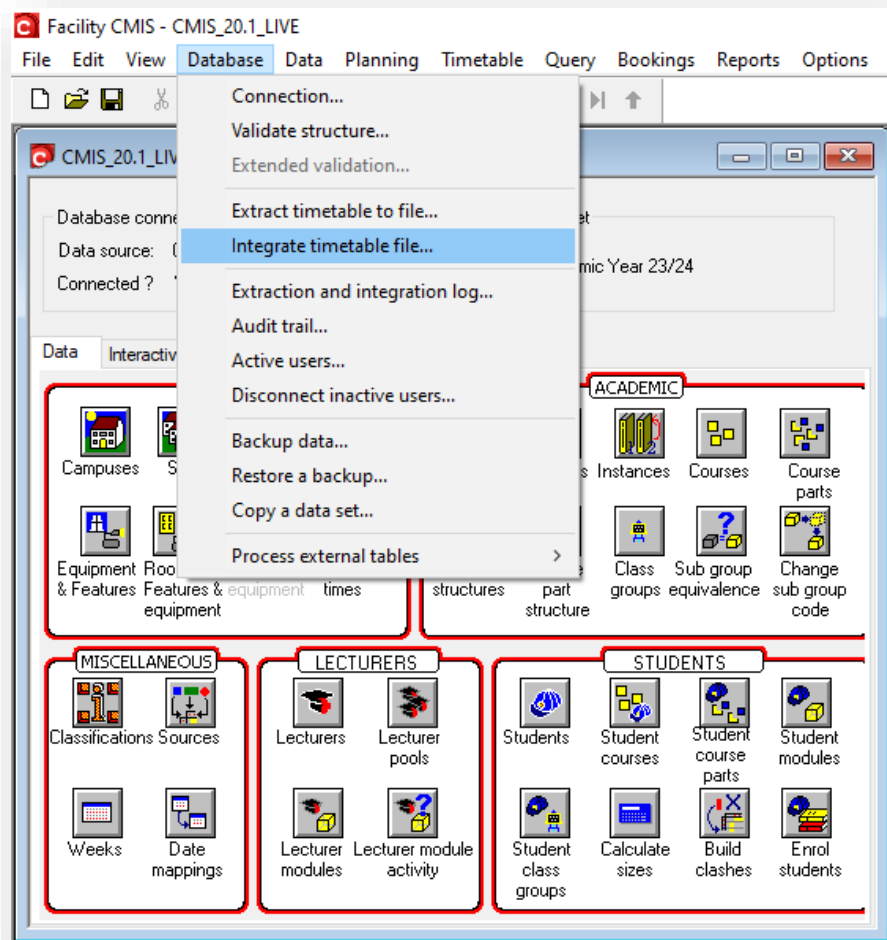 Facility CMIS - CMIS_20.1_LIVE
File Edit View Database Data Planning Timetable Query Bookings Reports Options
Connection...
Validate structure...
Extended validation...
Extract timetable to file...
Integrate timetable file...
Extraction and integration log...
Audit trail...
Active users...
Disconnect inactive users...
Backup data...
Restore a backup...
Copy a data set...
Process external tables
CMIS_20.1_LIV
Database conne
Data source:
mic Year 23/24
Connected ?
Data Interactiv
ACADEMIC
Campuses S Instances Courses Course
parts
Equipment Roo Class Sub group Change
& Features Features & equipment times structures part groups equivalence sub group
equipment structure code
MISCELLANEOUS LECTURERS STUDENTS
Classifications Sources Lecturers Lecturer Students Student Student Student
pools courses course modules
parts
Weeks Date Lecturer Lecturer module Student Calculate Build Enrol
mappings modules activity class sizes clashes students
groups